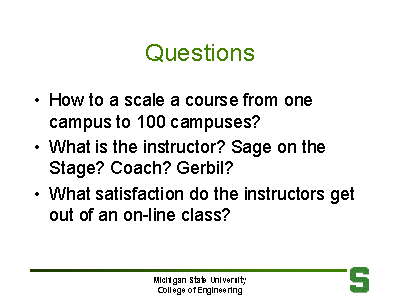 Questions
• How to a scale a course from one
campus to 100 campuses?
• What is the instructor? Sage on the
Stage? Coach? Gerbil?
• What satisfaction do the instructors get
out of an on-line class?
Michigan State University
College of Engineering
S